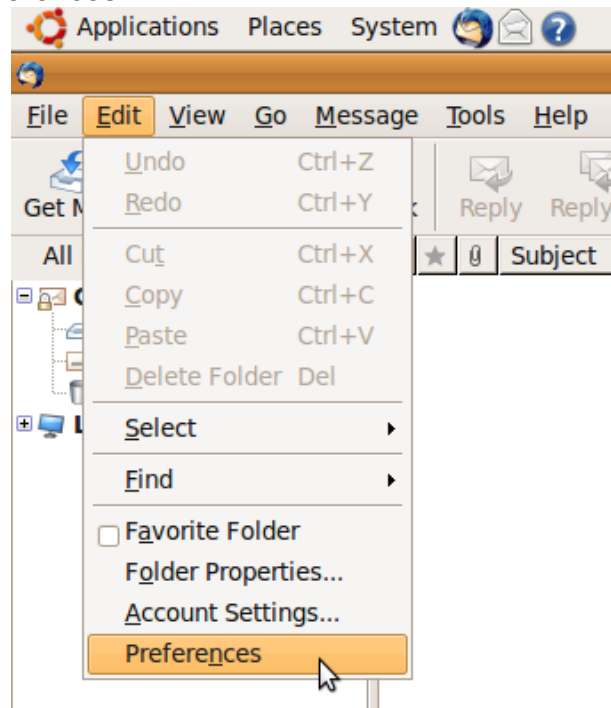 Applications Places System
File Edit View Go Message Tools Help
Undo Ctrl+Z
Get Reply Reply
Redo Ctrl+Y
All Subject
Cut Ctrl+X
Copy Ctrl+C
Paste Ctrl+V
Delete Folder Del
Select
Find
Favorite Folder
Folder Properties...
Account Settings...
Preferences